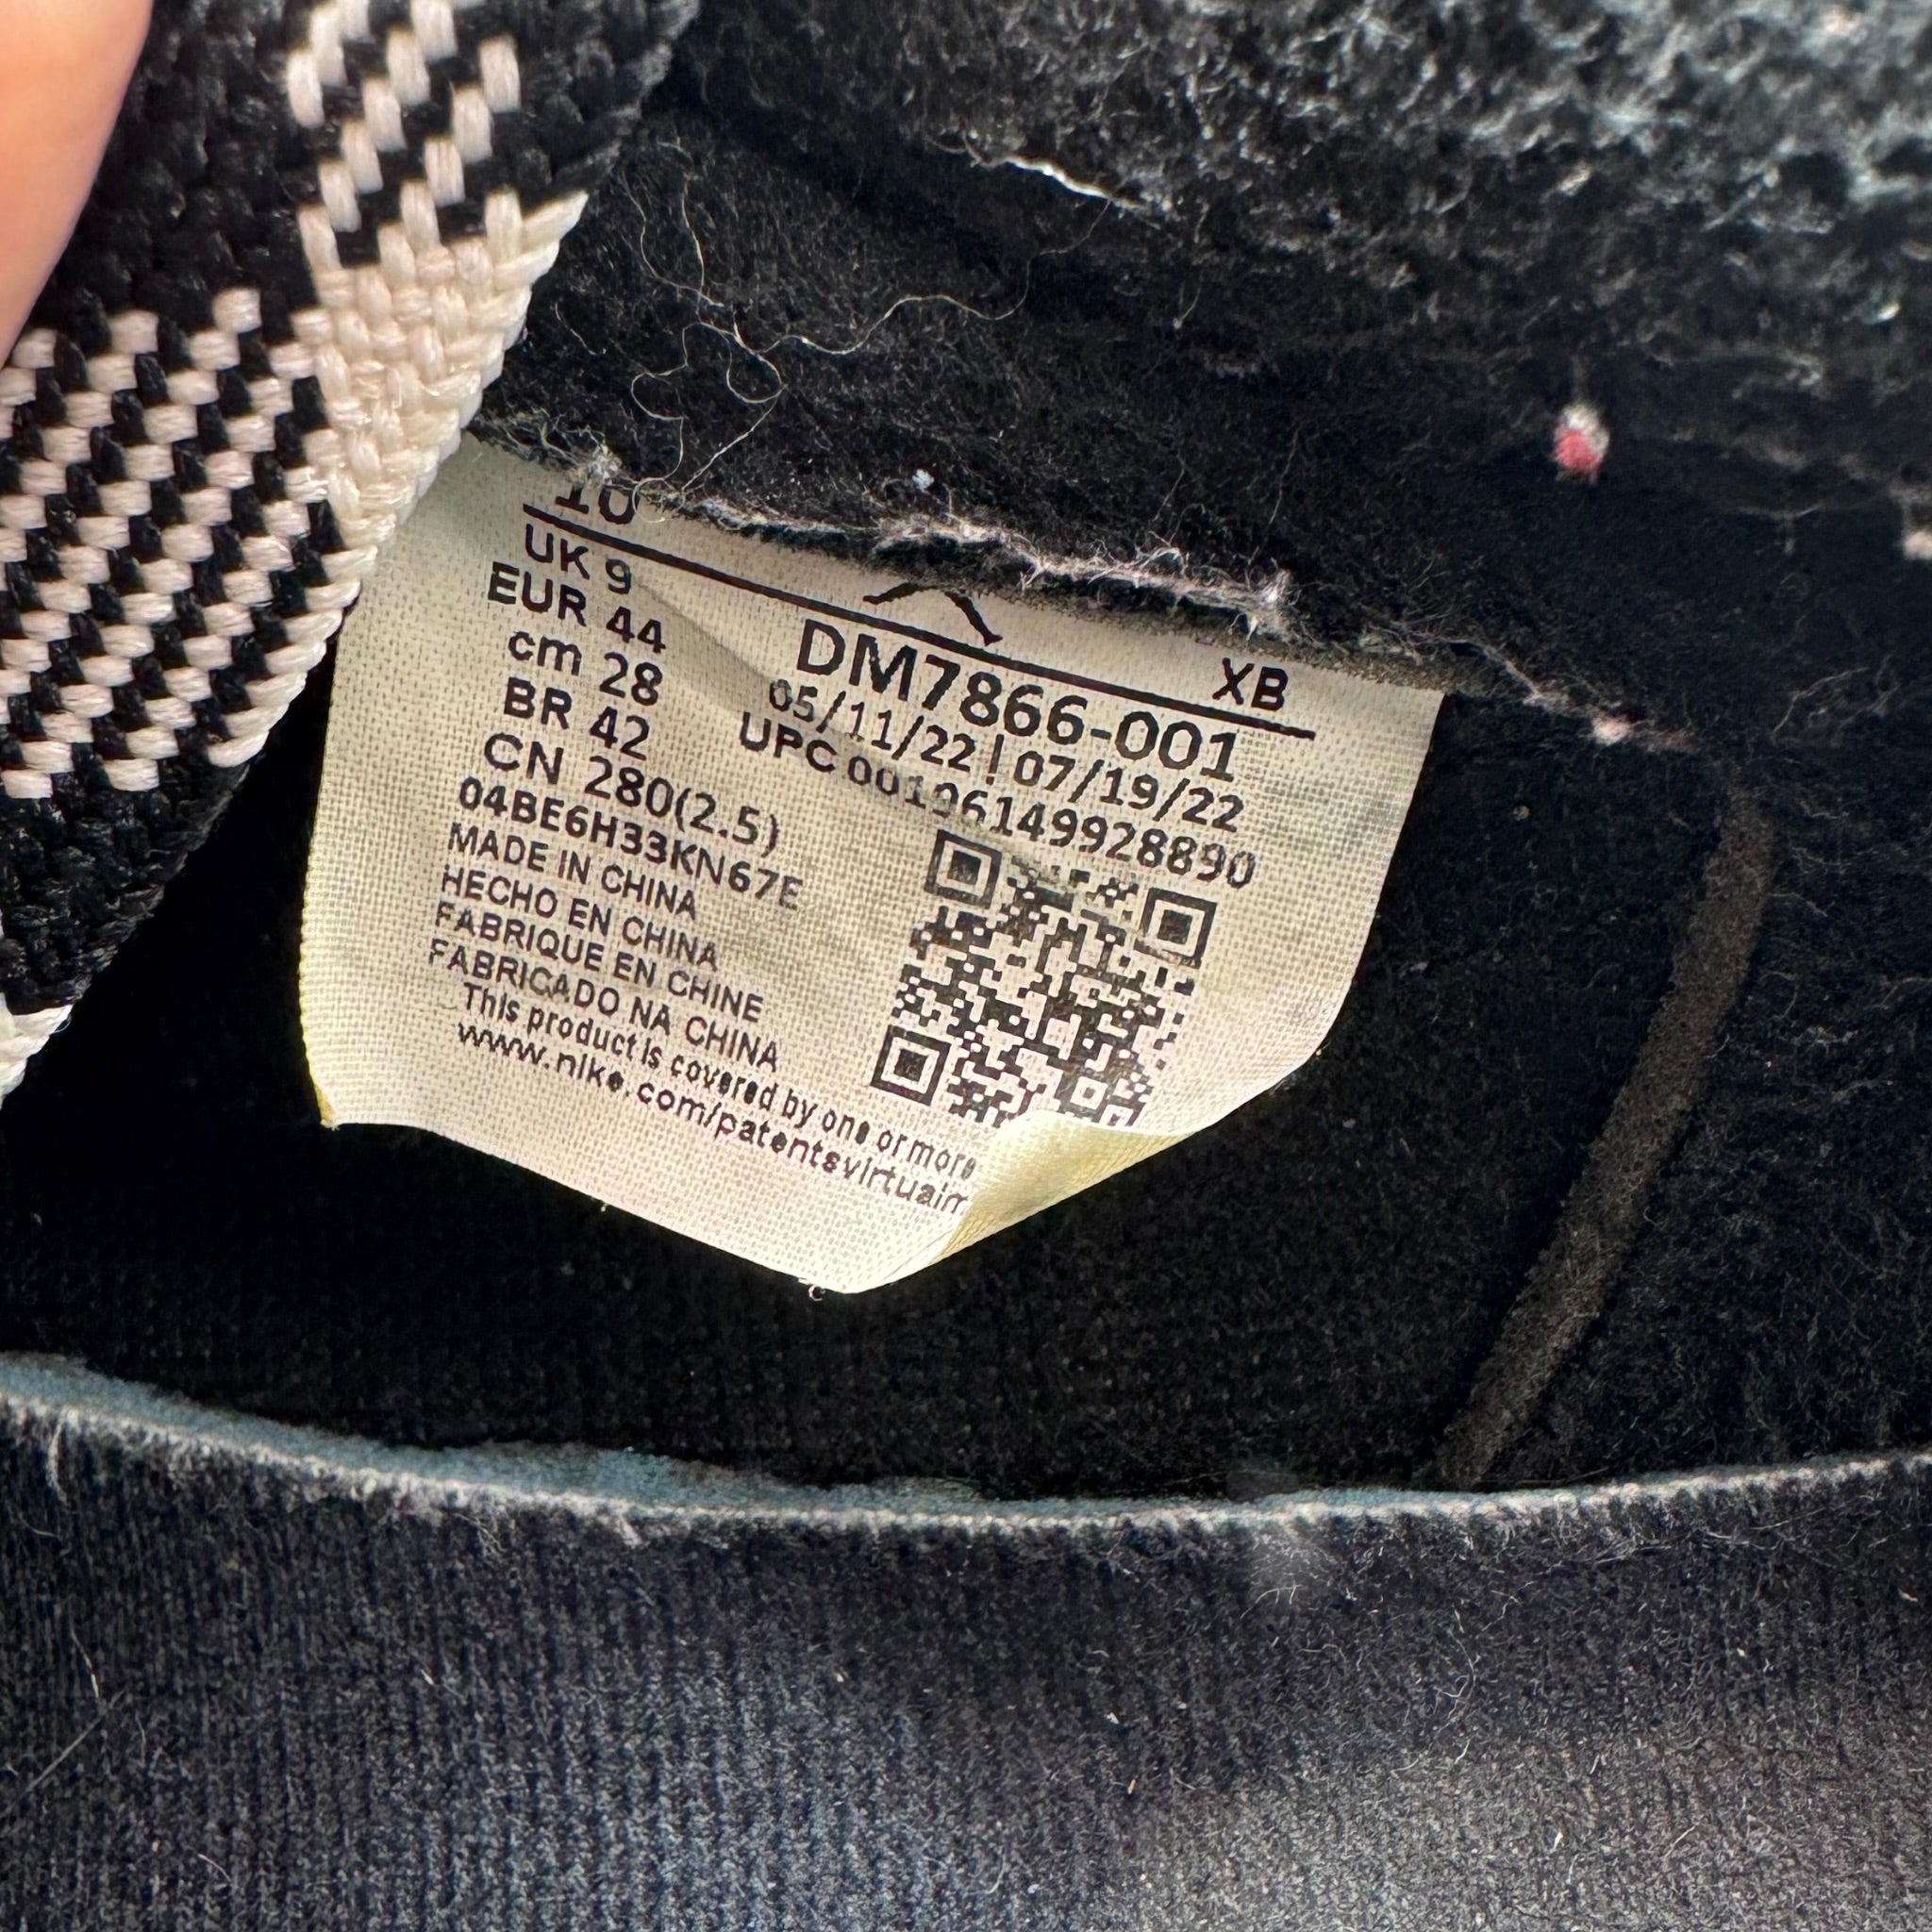 10
UK 9
EUR 44
cm 28
BR 42
CN 280(2.5)
04BE6H33KN67E
MADE IN CHINA
HECHO EN CHINA
FABRIQUE EN CHINE
FABRICADO NA CHINA
This product is covered by one or more
www.nike.com/patentsvirtualm
XB
DM7866-001
05/11/22 ! 07/19/22
UPC 00196149928890